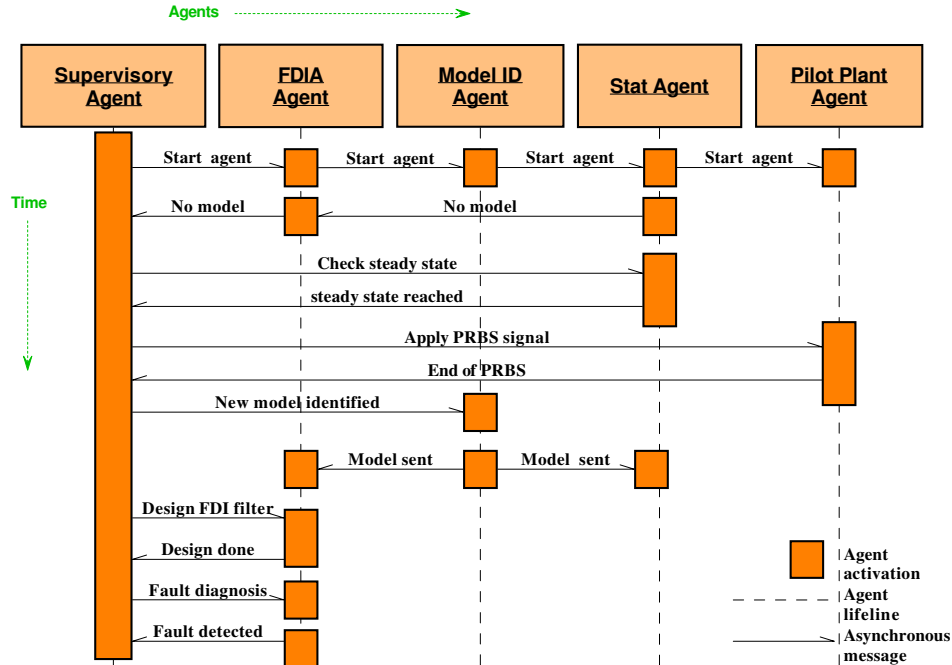 Agents
Supervisory
Agent
FDIA
Agent
Model ID
Agent
Stat Agent
Pilot Plant
Agent
Start agent
Start agent
Start agent
Start agent
Time
No model
No model
Check steady state
steady state reached
Apply PRBS signal
End of PRBS
New model identified
Model sent
Model sent
Design FDI filter
Design done
Fault diagnosis
Fault detected
Agent
activation
Agent
lifeline
Asynchronous
message